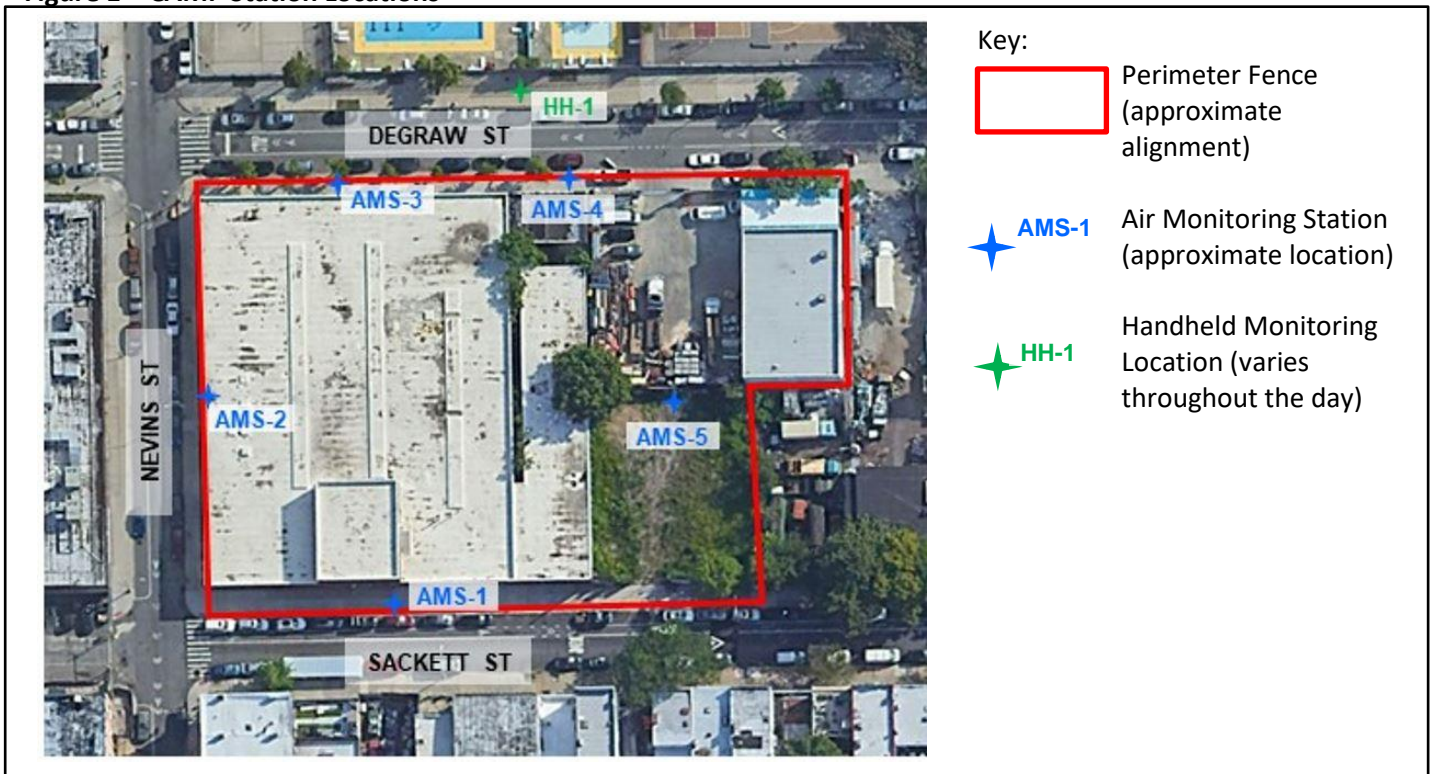 Key:
Perimeter Fence
(approximate
alignment)
AMS-1
Air Monitoring Station
(approximate location)
HH-1
Handheld Monitoring
Location (varies
throughout the day)
HH-1
DEGRAW ST
AMS-3
AMS-4
NEVINS ST
AMS-2
AMS-5
AMS-1
SACKETT ST